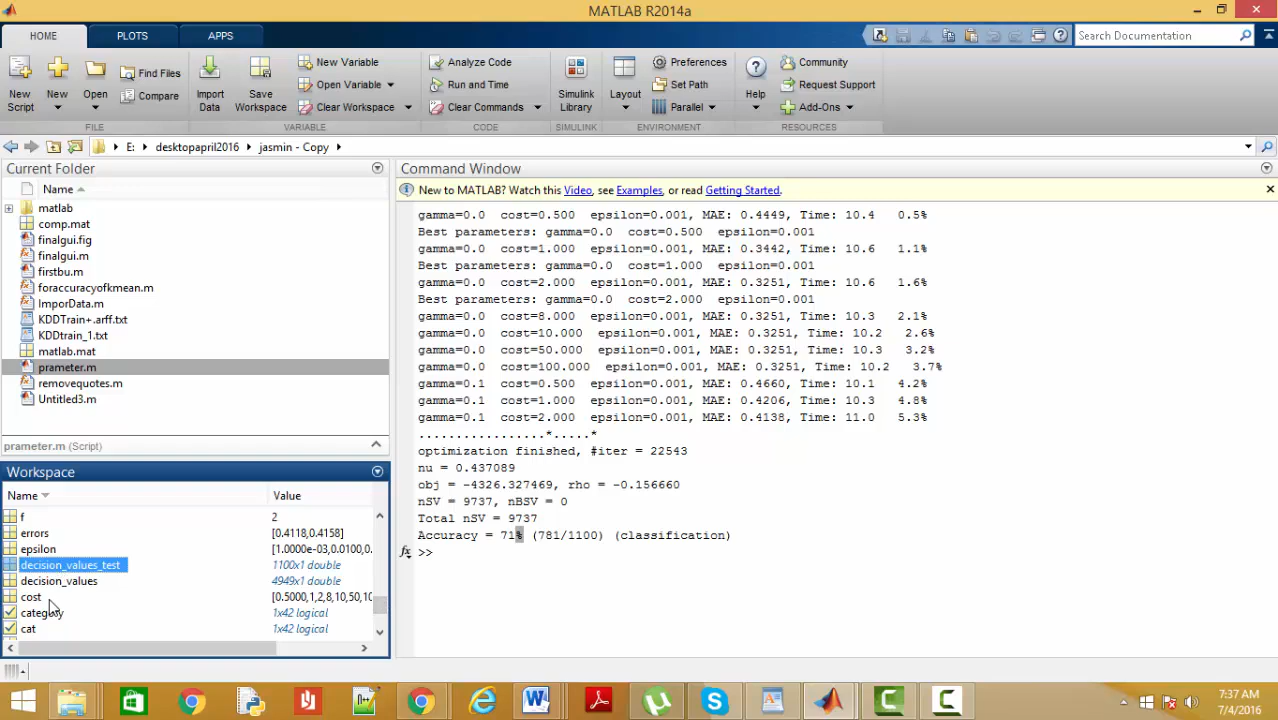 MATLAB R2014a
HOME
PLOTS
APPS
Search Documentation
New Script
New
Open
Find Files
Compare
Import Data
Save Workspace
New Variable
Open Variable
Clear Workspace
Analyze Code
Run and Time
Clear Commands
Simulink Library
Layout
Preferences
Set Path
Parallel
Help
Community
Request Support
Add-Ons
FILE
VARIABLE
CODE
SIMULINK
ENVIRONMENT
RESOURCES
E: desktopapril2016 jasmin - Copy
Current Folder
Name
matlab
comp.mat
finalgui.fig
finalgui.m
firstbu.m
foraccuracyofkmean.m
ImporData.m
KDDTrain+.arff.txt
KDDtrain_1.txt
matlab.mat
prameter.m
removequotes.m
Untitled3.m
prameter.m (Script)
Workspace
Name Value
f 2
errors [0.4118,0.4158]
epsilon [1.0000e-03,0.0100,0.
decision_values_test 1100x1 double
decision_values 4949x1 double
cost [0.5000,1,2,8,10,50,10
category 1x42 logical
cat 1x42 logical
Command Window
New to MATLAB? Watch this Video, see Examples, or read Getting Started.
gamma=0.0 cost=0.500 epsilon=0.001, MAE: 0.4449, Time: 10.4 0.5%
Best parameters: gamma=0.0 cost=0.500 epsilon=0.001
gamma=0.0 cost=1.000 epsilon=0.001, MAE: 0.3442, Time: 10.6 1.1%
Best parameters: gamma=0.0 cost=1.000 epsilon=0.001
gamma=0.0 cost=2.000 epsilon=0.001, MAE: 0.3251, Time: 10.6 1.6%
Best parameters: gamma=0.0 cost=2.000 epsilon=0.001
gamma=0.0 cost=8.000 epsilon=0.001, MAE: 0.3251, Time: 10.3 2.1%
gamma=0.0 cost=10.000 epsilon=0.001, MAE: 0.3251, Time: 10.2 2.6%
gamma=0.0 cost=50.000 epsilon=0.001, MAE: 0.3251, Time: 10.3 3.2%
gamma=0.0 cost=100.000 epsilon=0.001, MAE: 0.3251, Time: 10.2 3.7%
gamma=0.1 cost=0.500 epsilon=0.001, MAE: 0.4660, Time: 10.1 4.2%
gamma=0.1 cost=1.000 epsilon=0.001, MAE: 0.4206, Time: 10.3 4.8%
gamma=0.1 cost=2.000 epsilon=0.001, MAE: 0.4138, Time: 11.0 5.3%
.................*.....*
optimization finished, #iter = 22543
nu = 0.437089
obj = -4326.327469, rho = -0.156660
nSV = 9737, nBSV = 0
Total nSV = 9737
Accuracy = 71% (781/1100) (classification)
fx >>
7:37 AM
7/4/2016